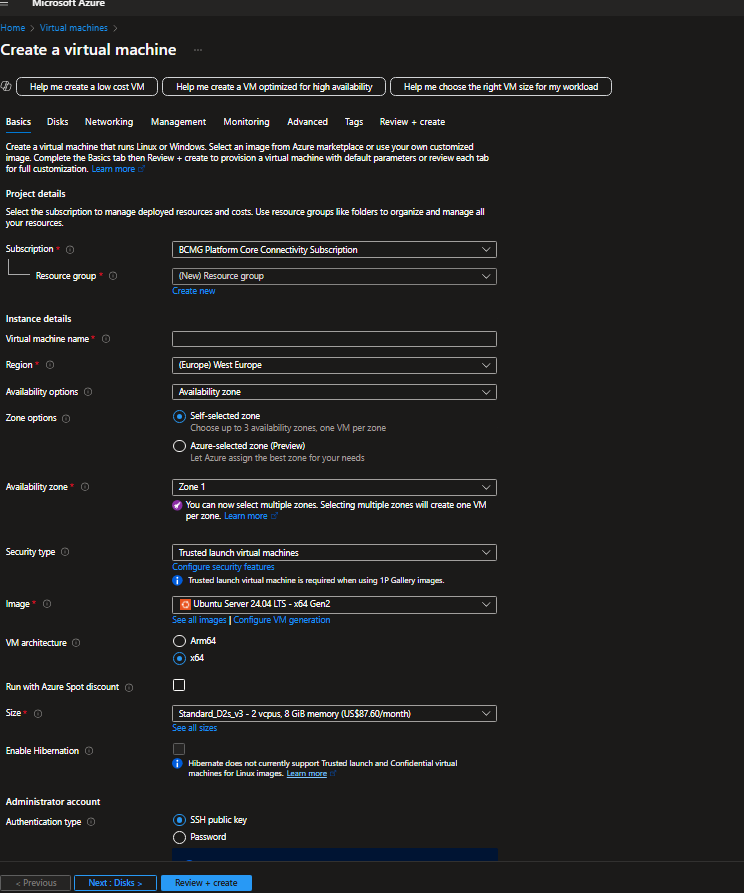 Microsoft Azure
Home > Virtual machines >
Create a virtual machine ...
Help me create a low cost VM Help me create a VM optimized for high availability Help me choose the right VM size for my workload
Basics Disks Networking Management Monitoring Advanced Tags Review + create
Create a virtual machine that runs Linux or Windows. Select an image from Azure marketplace or use your own customized
image. Complete the Basics tab then Review + create to provision a virtual machine with default parameters or review each tab
for full customization. Learn more
Project details
Select the subscription to manage deployed resources and costs. Use resource groups like folders to organize and manage all
your resources.
Subscription * BCMG Platform Core Connectivity Subscription
Resource group * (New) Resource group
Create new
Instance details
Virtual machine name *
Region * (Europe) West Europe
Availability options Availability zone
Zone options Self-selected zone
Choose up to 3 availability zones, one VM per zone
Azure-selected zone (Preview)
Let Azure assign the best zone for your needs
Availability zone * Zone 1
You can now select multiple zones. Selecting multiple zones will create one VM
per zone. Learn more
Security type Trusted launch virtual machines
Configure security features
Trusted launch virtual machine is required when using 1P Gallery images.
Image * Ubuntu Server 24.04 LTS - x64 Gen2
See all images | Configure VM generation
VM architecture Arm64
x64
Run with Azure Spot discount
Size * Standard_D2s_v3 - 2 vcpus, 8 GiB memory (US$87.60/month)
See all sizes
Enable Hibernation
Hibernate does not currently support Trusted launch and Confidential virtual
machines for Linux images. Learn more
Administrator account
Authentication type SSH public key
Password
< Previous Next : Disks > Review + create